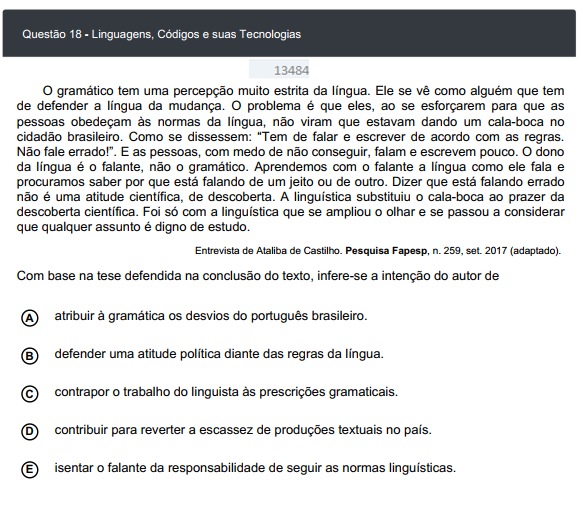 Questão 18 - Linguagens, Códigos e suas Tecnologias
13484
O gramático tem uma percepção muito estrita da língua. Ele se vê como alguém que tem
de defender a língua da mudança. O problema é que eles, ao se esforçarem para que as
pessoas obedeçam às normas da língua, não viram que estavam dando um cala-boca no
cidadão brasileiro. Como se dissessem: “Tem de falar e escrever de acordo com as regras.
Não fale errado!”. E as pessoas, com medo de não conseguir, falam e escrevem pouco. O dono
da língua é o falante, não o gramático. Aprendemos com o falante a língua como ele fala e
procuramos saber por que está falando de um jeito ou de outro. Dizer que está falando errado
não é uma atitude científica, de descoberta. A linguística substituiu o cala-boca ao prazer da
descoberta científica. Foi só com a linguística que se ampliou o olhar e se passou a considerar
que qualquer assunto é digno de estudo.
Entrevista de Ataliba de Castilho. Pesquisa Fapesp, n. 259, set. 2017 (adaptado).
Com base na tese defendida na conclusão do texto, infere-se a intenção do autor de
A atribuir à gramática os desvios do português brasileiro.
B defender uma atitude política diante das regras da língua.
C contrapor o trabalho do linguista às prescrições gramaticais.
D contribuir para reverter a escassez de produções textuais no país.
E isentar o falante da responsabilidade de seguir as normas linguísticas.